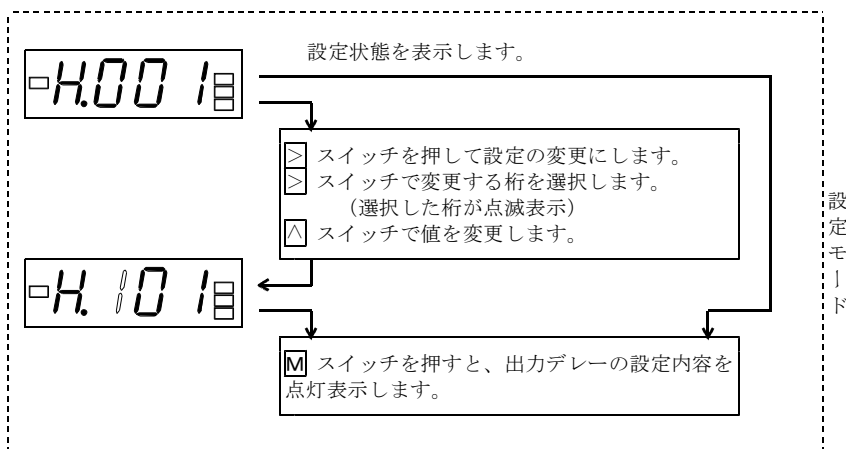 設定状態を表示します。
-H.001
> スイッチを押して設定の変更にします。
> スイッチで変更する桁を選択します。
(選択した桁が点滅表示)
∧ スイッチで値を変更します。
-H.101
M スイッチを押すと、出力デレーの設定内容を
点灯表示します。
設定モード